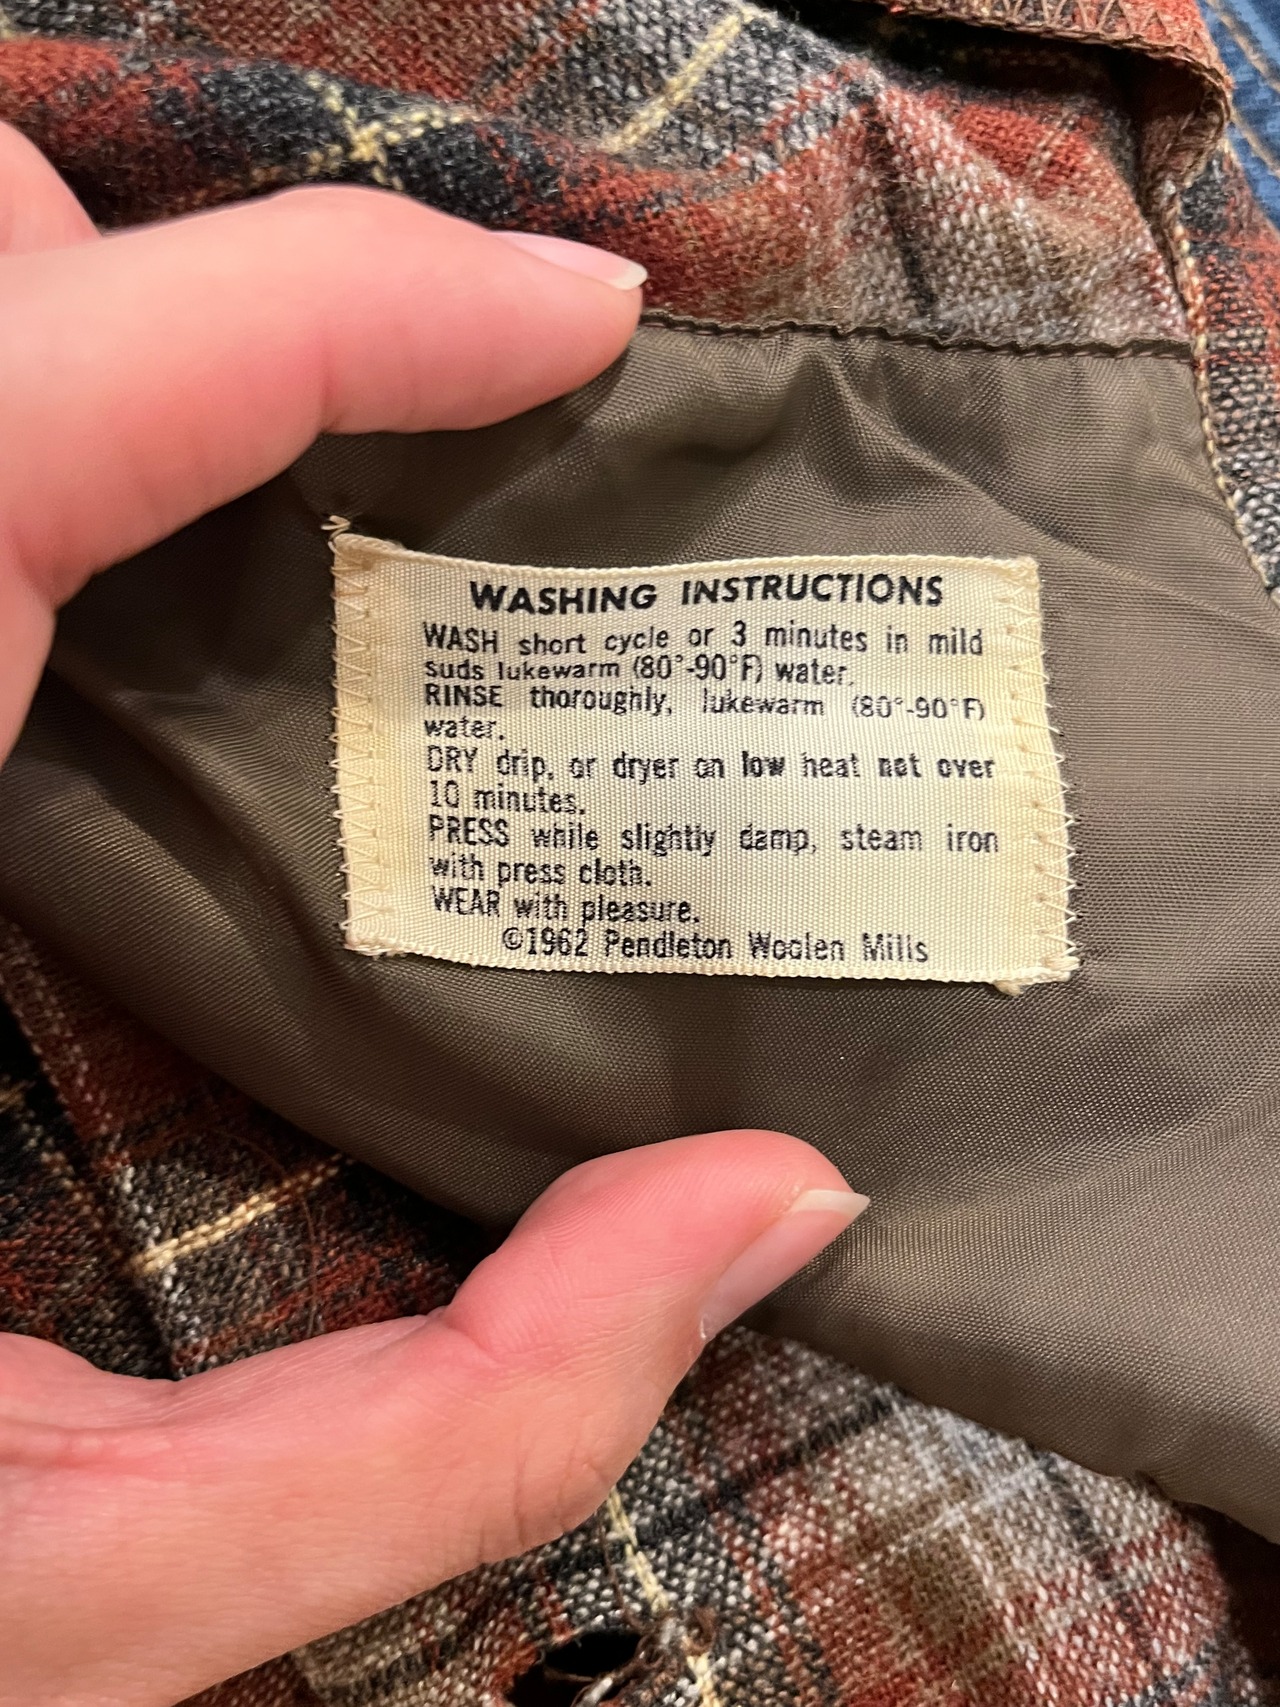 WASHING INSTRUCTIONS
WASH short cycle or 3 minutes in mild
suds lukewarm (80°-90°F) water.
RINSE thoroughly, lukewarm (80°-90°F)
water.
DRY drip, or dryer on low heat not over
10 minutes.
PRESS while slightly damp, steam iron
with press cloth.
WEAR with pleasure.
©1962 Pendleton Woolen Mills